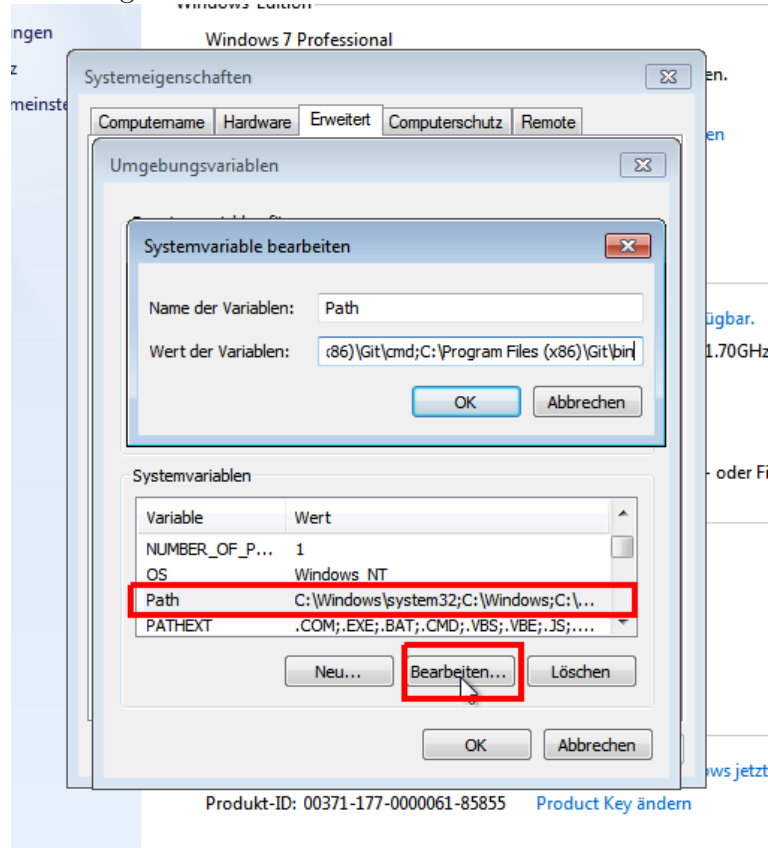 Windows 7 Professional
ngen
z
Systemeigenschaften
en.
meinste
Computername Hardware Erweitert Computerschutz Remote
en
Umgebungsvariablen
Systemvariable bearbeiten
Name der Variablen: Path
ügbar.
Wert der Variablen: x86)\Git\cmd;C:\Program Files (x86)\Git\bin
1.70GHz
OK Abbrechen
Systemvariablen
- oder Fi
Variable Wert
NUMBER_OF_P... 1
OS Windows_NT
Path C:\Windows\system32;C:\Windows;C:\...
PATHEXT .COM;.EXE;.BAT;.CMD;.VBS;.VBE;.JS;....
Neu... Bearbeiten... Löschen
OK Abbrechen
ows jetzt
Produkt-ID: 00371-177-0000061-85855 Product Key ändern